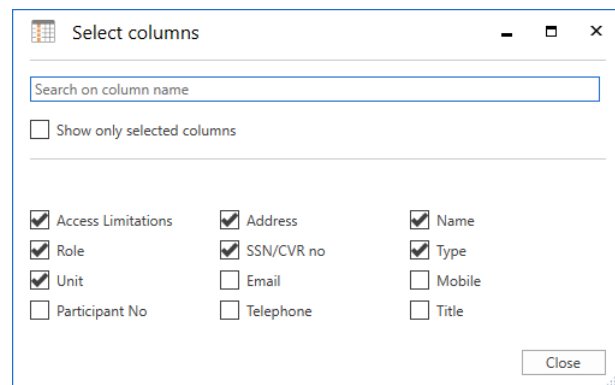 Select columns
Search on column name
Show only selected columns
Access Limitations Address Name
Role SSN/CVR no Type
Unit Email Mobile
Participant No Telephone Title
Close